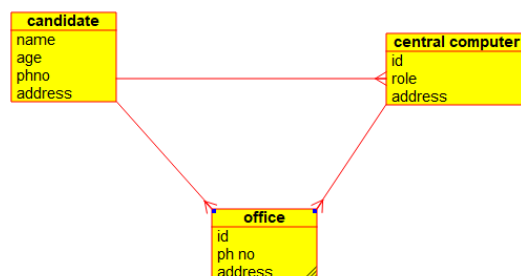 candidate
name
age
phno
address
central computer
id
role
address
office
id
ph no
address